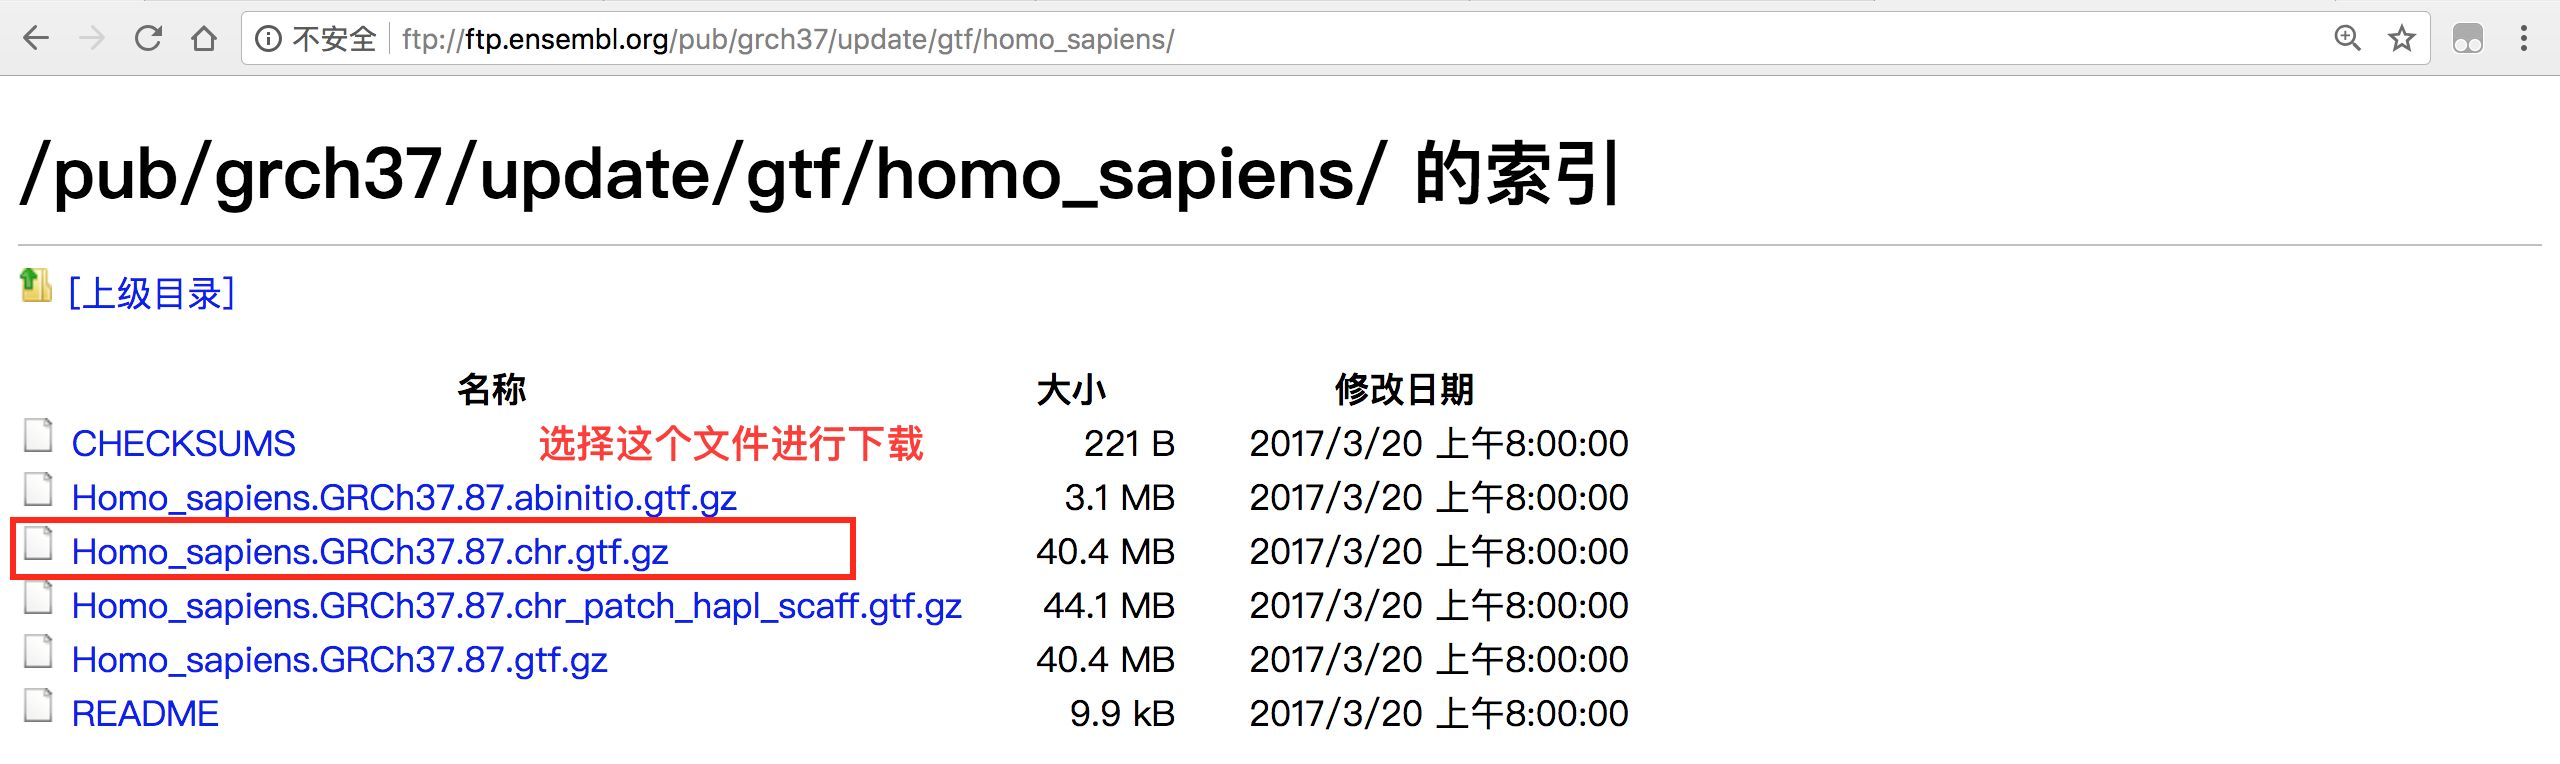 不安全 ftp://ftp.ensembl.org/pub/grch37/update/gtf/homo_sapiens/
/pub/grch37/update/gtf/homo_sapiens/ 的索引
[上级目录]
名称 大小 修改日期
CHECKSUMS 选择这个文件进行下载 221 B 2017/3/20 上午8:00:00
Homo_sapiens.GRCh37.87.abinitio.gtf.gz 3.1 MB 2017/3/20 上午8:00:00
Homo_sapiens.GRCh37.87.chr.gtf.gz 40.4 MB 2017/3/20 上午8:00:00
Homo_sapiens.GRCh37.87.chr_patch_hapl_scaff.gtf.gz 44.1 MB 2017/3/20 上午8:00:00
Homo_sapiens.GRCh37.87.gtf.gz 40.4 MB 2017/3/20 上午8:00:00
README 9.9 kB 2017/3/20 上午8:00:00